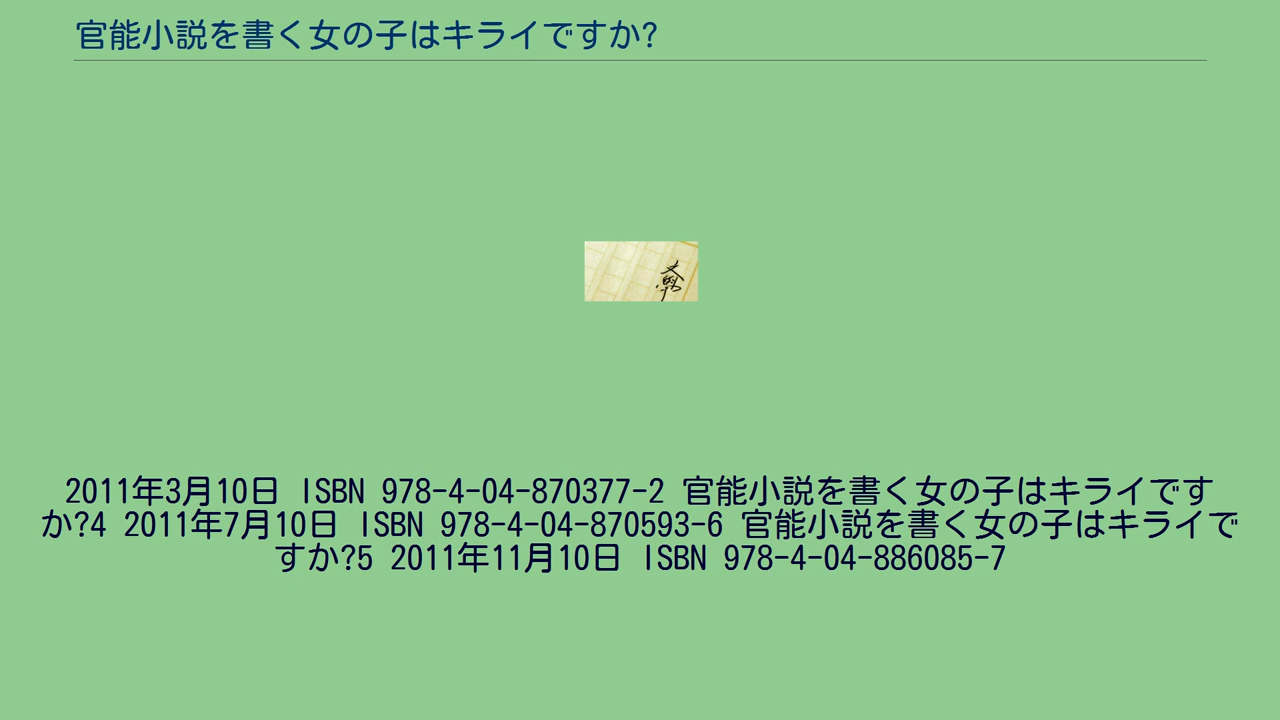 官能小説を書く女の子はキライですか?
2011年3月10日 ISBN 978-4-04-870377-2 官能小説を書く女の子はキライです
か?4 2011年7月10日 ISBN 978-4-04-870593-6 官能小説を書く女の子はキライで
すか?5 2011年11月10日 ISBN 978-4-04-886085-7